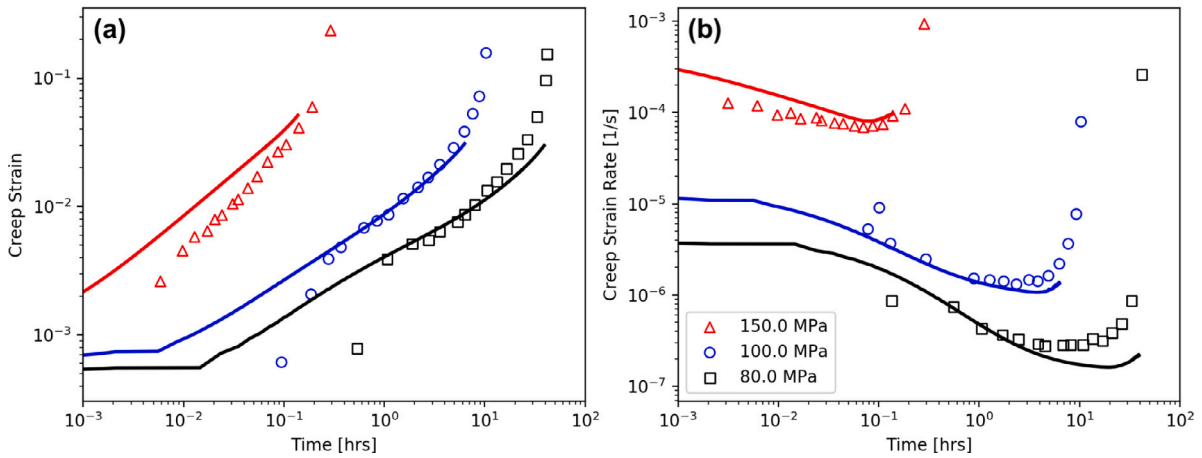 (a)
Creep Strain
10⁻¹
10⁻²
10⁻³
10⁻³
10⁻²
10⁻¹
10⁰
10¹
10²
Time [hrs]
(b)
Creep Strain Rate [1/s]
10⁻³
10⁻⁴
10⁻⁵
10⁻⁶
10⁻⁷
150.0 MPa
100.0 MPa
80.0 MPa
10⁻³
10⁻²
10⁻¹
10⁰
10¹
10²
Time [hrs]